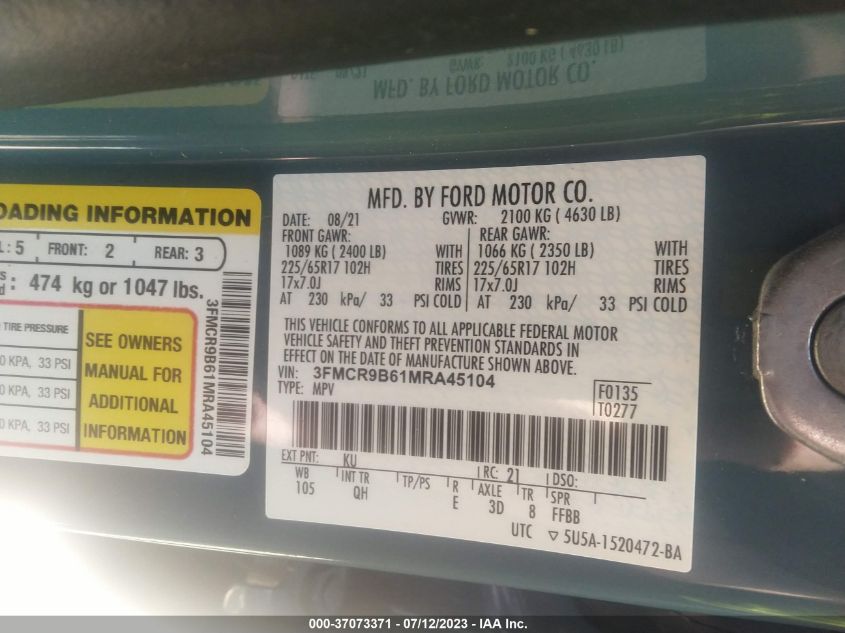 OADING INFORMATION
L: 5 FRONT: 2 REAR: 3
474 kg or 1047 lbs.
TIRE PRESSURE
0 KPA, 33 PSI
0 KPA, 33 PSI
0 KPA, 33 PSI
SEE OWNERS
MANUAL FOR
ADDITIONAL
INFORMATION
3FMCR9B61MRA45104
MFD. BY FORD MOTOR CO.
DATE: 08/21 GVWR: 2100 KG ( 4630 LB)
FRONT GAWR: REAR GAWR:
1089 KG ( 2400 LB) WITH 1066 KG ( 2350 LB) WITH
225/65R17 102H TIRES 225/65R17 102H TIRES
17x7.0J RIMS 17x7.0J RIMS
AT 230 kPa/ 33 PSI COLD AT 230 kPa/ 33 PSI COLD
THIS VEHICLE CONFORMS TO ALL APPLICABLE FEDERAL MOTOR
VEHICLE SAFETY AND THEFT PREVENTION STANDARDS IN
EFFECT ON THE DATE OF MANUFACTURE SHOWN ABOVE.
VIN: 3FMCR9B61MRA45104
TYPE: MPV
F0135
T0277
EXT PNT: KU RC: 21 DSO:
WB INT TR TP/PS R AXLE TR SPR
105 QH E 3D 8 FFBB
UTC ▽ 5U5A-1520472-BA
000-37073371 - 07/12/2023 - IAA Inc.